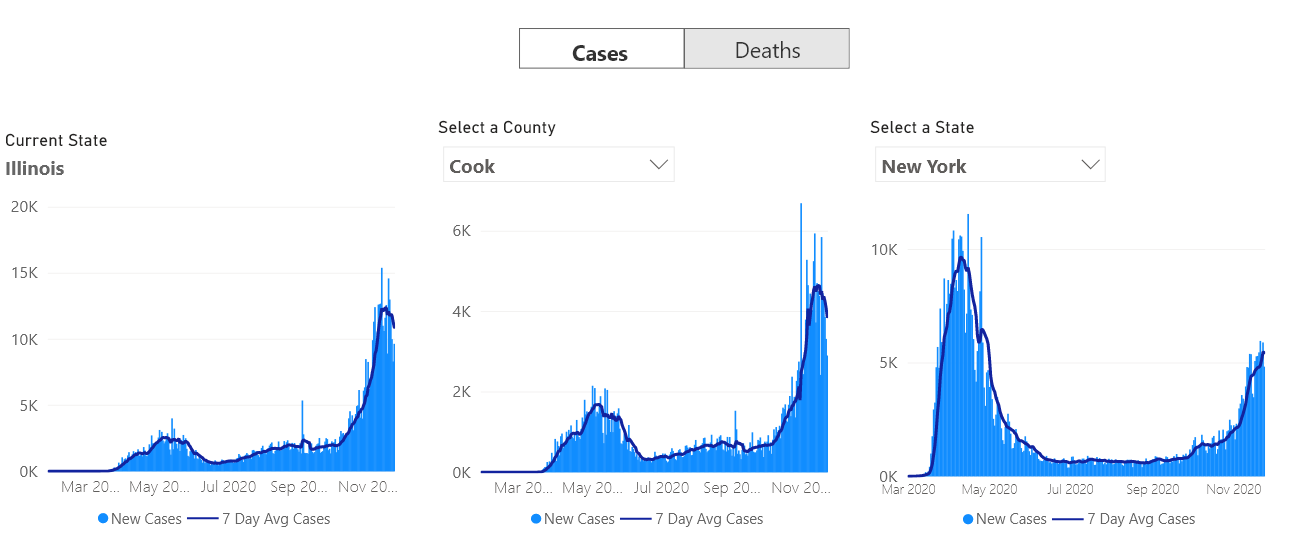 Cases Deaths
Current State
Illinois
20K
15K
10K
5K
0K
Mar 20... May 20... Jul 2020 Sep 20... Nov 20...
New Cases 7 Day Avg Cases
Select a County
Cook
6K
4K
2K
0K
Mar 20... May 20... Jul 2020 Sep 20... Nov 20...
New Cases 7 Day Avg Cases
Select a State
New York
10K
5K
0K
Mar 2020 May 2020 Jul 2020 Sep 2020 Nov 2020
New Cases 7 Day Avg Cases